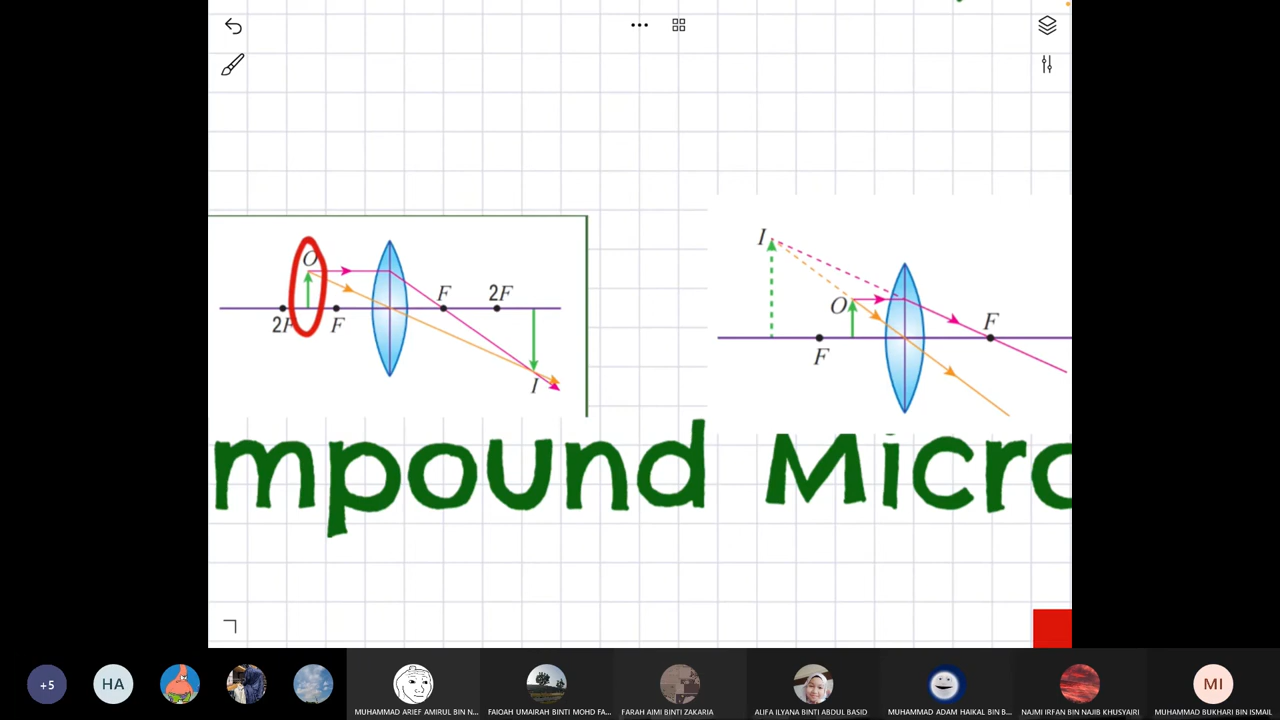 I
O
O
F
2F
F
2F
F
F
I
mpound Micro
+5
HA
MI
MUHAMMAD ARIEF AMIRUL BIN N...
FAIQAH UMAIRAH BINTI MOHD FA...
FARAH AIMI BINTI ZAKARIA
ALIFA ILYANA BINTI ABDUL BASID
MUHAMMAD ADAM HAIKAL BIN B...
NAJMI IRFAN BIN NAJIB KHUSYAIRI
MUHAMMAD BUKHARI BIN ISMAIL